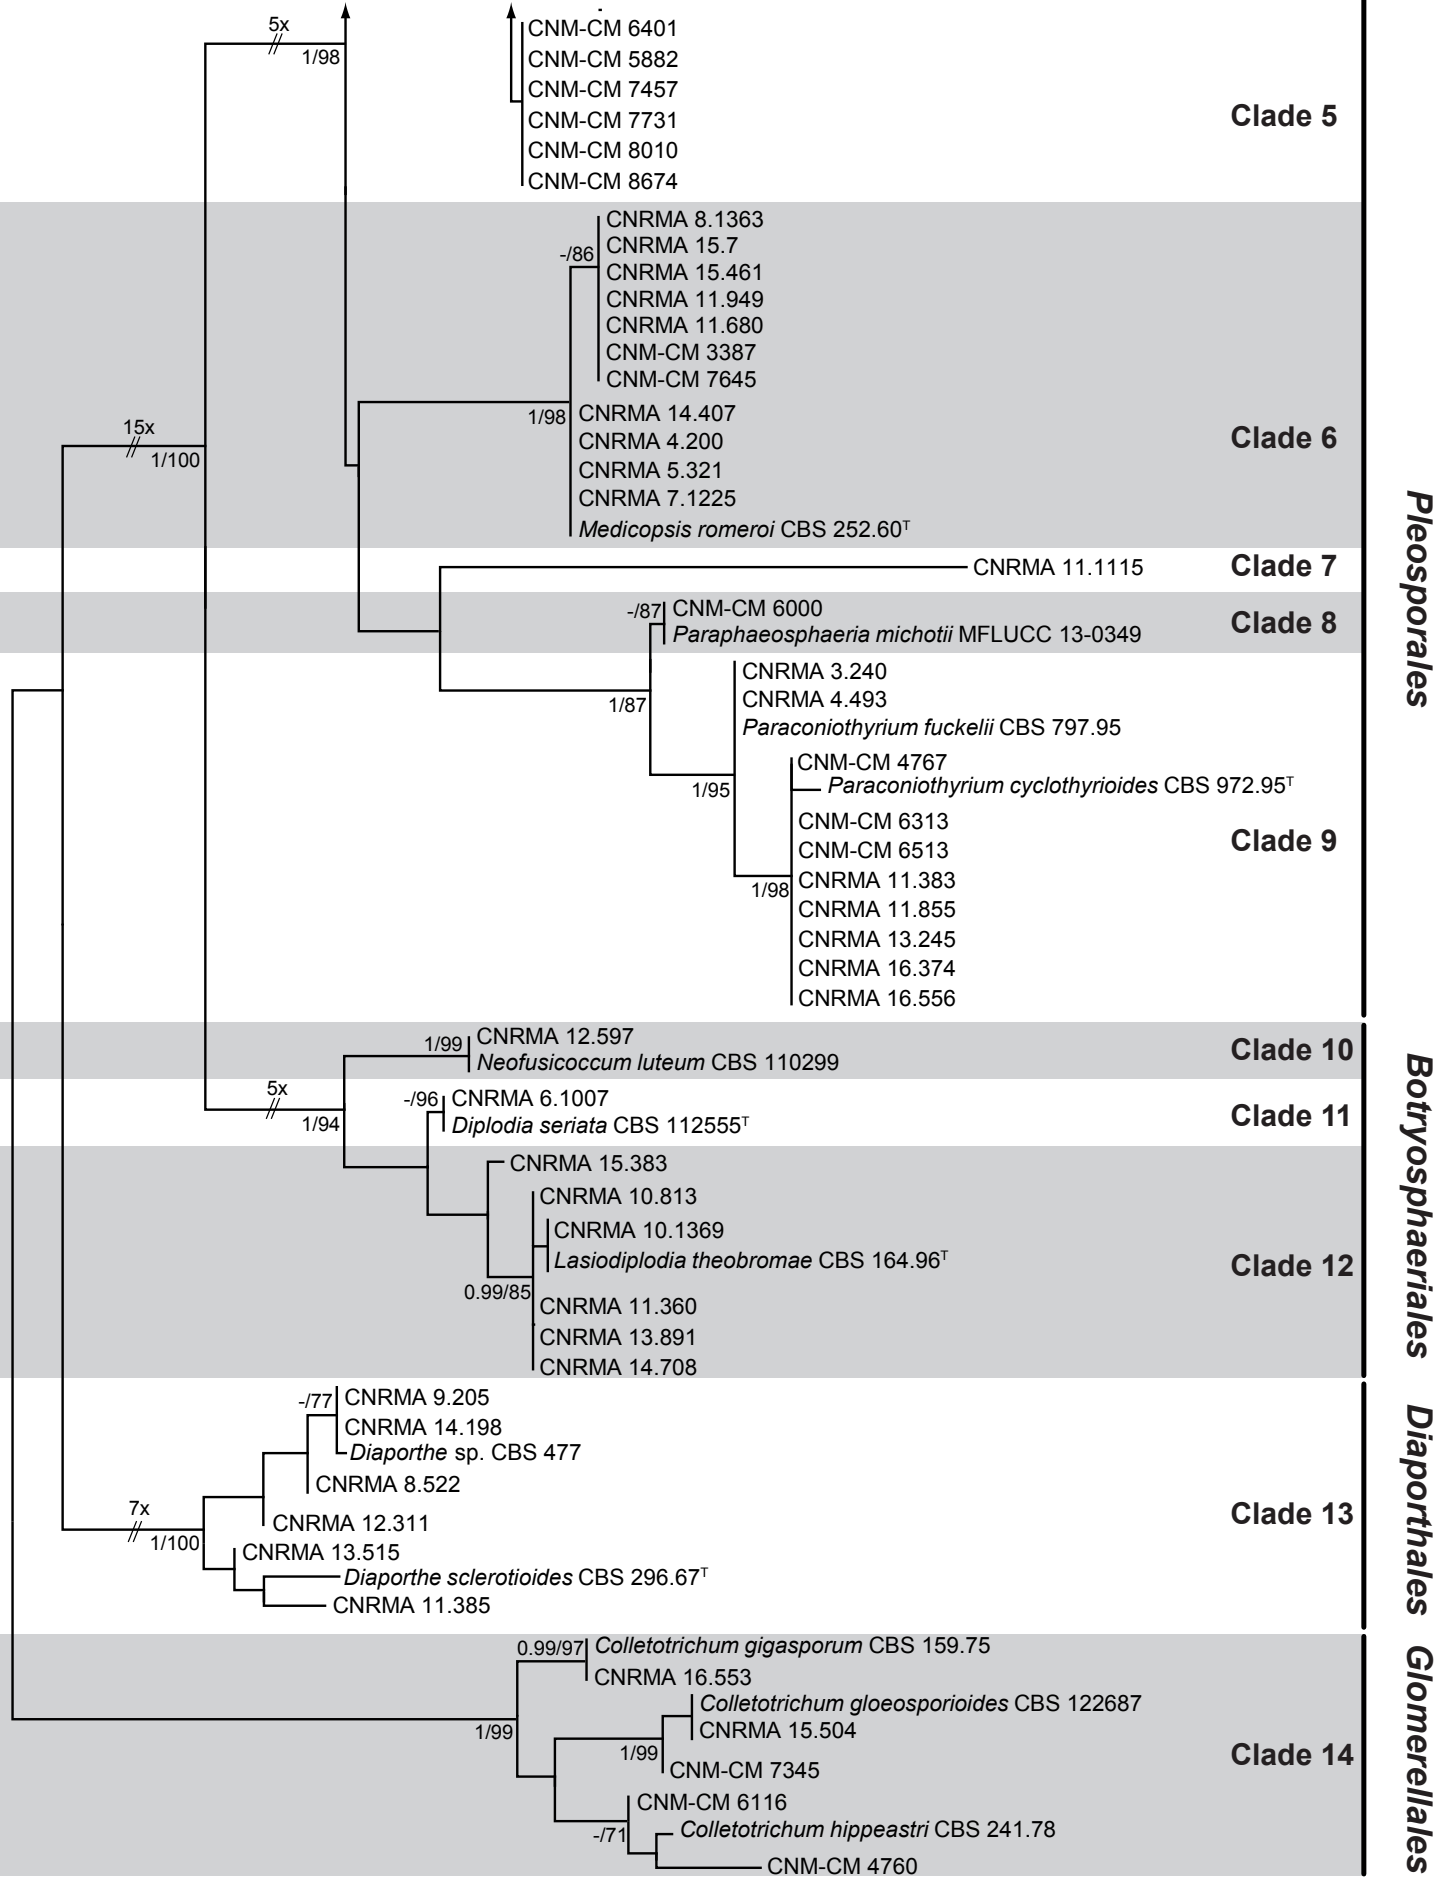 5x
1/98
CNM-CM 6401
CNM-CM 5882
CNM-CM 7457
CNM-CM 7731
CNM-CM 8010
CNM-CM 8674
Clade 5
CNRMA 8.1363
-/86
CNRMA 15.7
CNRMA 15.461
CNRMA 11.949
CNRMA 11.680
CNM-CM 3387
CNM-CM 7645
1/98
CNRMA 14.407
CNRMA 4.200
CNRMA 5.321
CNRMA 7.1225
Medicopsis romeroi CBS 252.60ᵀ
Clade 6
15x
1/100
CNRMA 11.1115
Clade 7
-/87
CNM-CM 6000
Paraphaeosphaeria michotii MFLUCC 13-0349
Clade 8
1/87
CNRMA 3.240
CNRMA 4.493
Paraconiothyrium fuckelii CBS 797.95
1/95
CNM-CM 4767
Paraconiothyrium cyclothyrioides CBS 972.95ᵀ
CNM-CM 6313
CNM-CM 6513
1/98
CNRMA 11.383
CNRMA 11.855
CNRMA 13.245
CNRMA 16.374
CNRMA 16.556
Clade 9
Pleosporales
1/99
CNRMA 12.597
Neofusicoccum luteum CBS 110299
Clade 10
5x
1/94
-/96
CNRMA 6.1007
Diplodia seriata CBS 112555ᵀ
Clade 11
CNRMA 15.383
CNRMA 10.813
CNRMA 10.1369
Lasiodiplodia theobromae CBS 164.96ᵀ
0.99/85
CNRMA 11.360
CNRMA 13.891
CNRMA 14.708
Clade 12
Botryosphaeriales
-/77
CNRMA 9.205
CNRMA 14.198
Diaporthe sp. CBS 477
CNRMA 8.522
7x
1/100
CNRMA 12.311
CNRMA 13.515
Diaporthe sclerotioides CBS 296.67ᵀ
CNRMA 11.385
Clade 13
Diaporthales
0.99/97
Colletotrichum gigasporum CBS 159.75
CNRMA 16.553
Colletotrichum gloeosporioides CBS 122687
CNRMA 15.504
1/99
1/99
CNM-CM 7345
CNM-CM 6116
-/71
Colletotrichum hippeastri CBS 241.78
CNM-CM 4760
Clade 14
Glomerellales